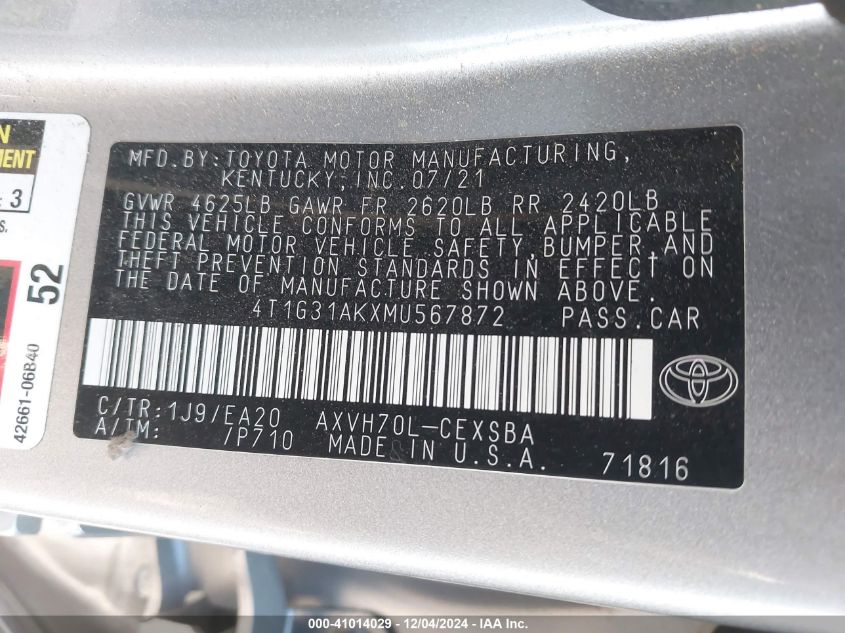 N
MENT
: 3
S.
52
42661-06B40
MFD.BY:TOYOTA MOTOR MANUFACTURING,
KENTUCKY,INC.07/21
GVWR 4625LB GAWR FR 2620LB RR 2420LB
THIS VEHICLE CONFORMS TO ALL APPLICABLE
FEDERAL MOTOR VEHICLE SAFETY,BUMPER,AND
THEFT PREVENTION STANDARDS IN EFFECT ON
THE DATE OF MANUFACTURE SHOWN ABOVE.
4T1G31AKXMU567872 PASS.CAR
C/TR:1J9/EA20 AXVH70L-CEXSBA
A/TM: /P710 MADE IN U.S.A. 71816
000-41014029 - 12/04/2024 - IAA INC.